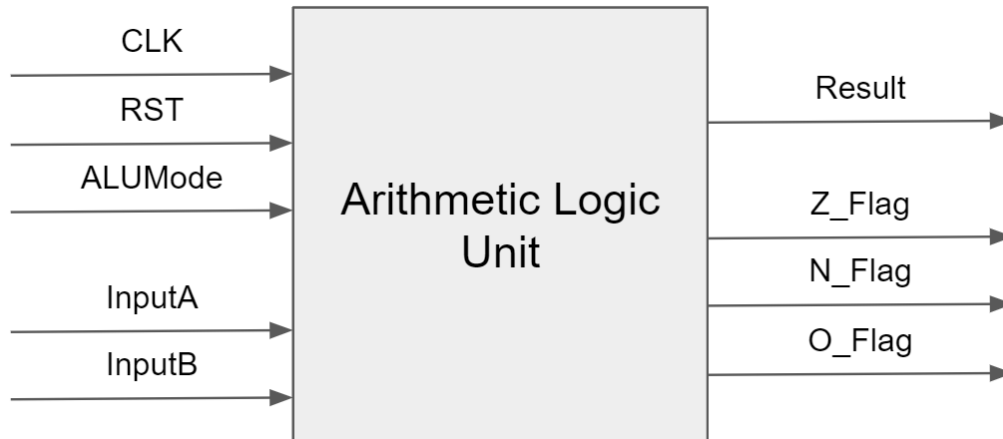 CLK
RST
ALUMode
InputA
InputB
Arithmetic Logic
Unit
Result
Z_Flag
N_Flag
O_Flag